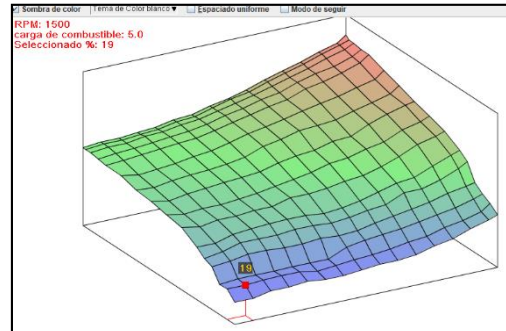 Sombra de color Tema de Color blanco ▼ Espaciado uniforme Modo de seguir
RPM: 1500
carga de combustible: 5.0
Seleccionado %: 19
19